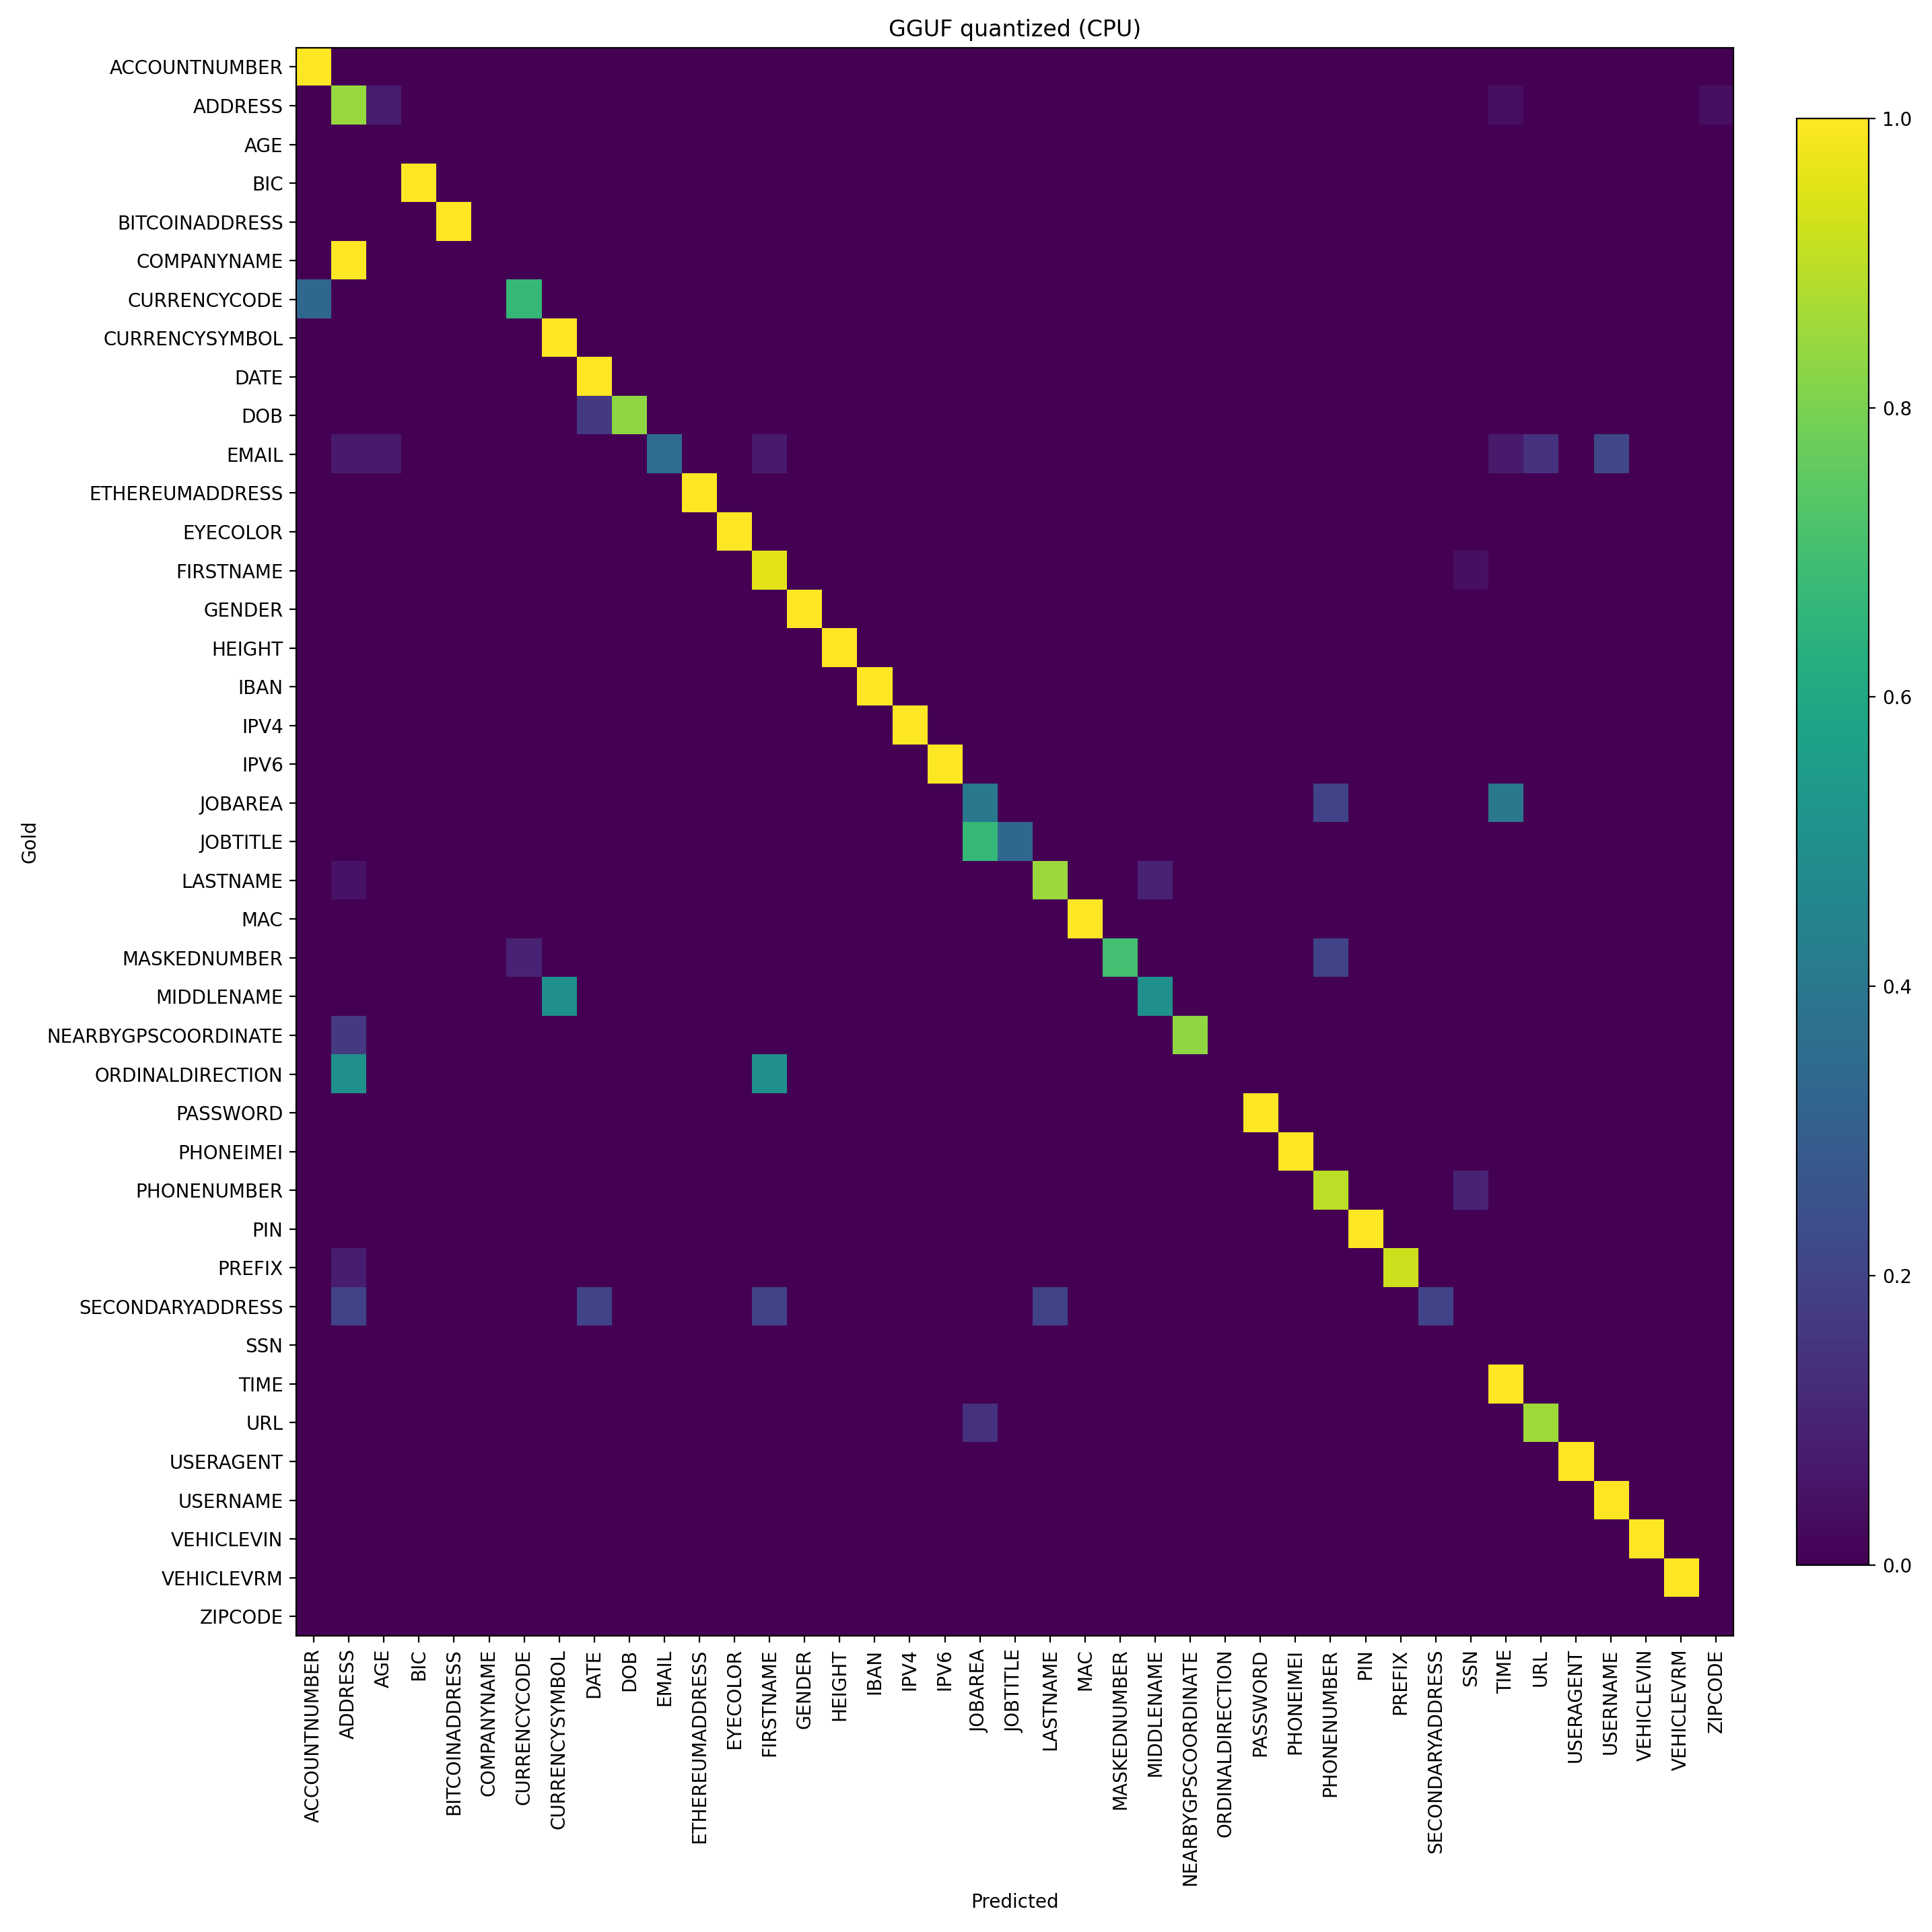 GGUF quantized (CPU)
ACCOUNTNUMBER
ADDRESS
AGE
BIC
BITCOINADDRESS
COMPANYNAME
CURRENCYCODE
CURRENCYSYMBOL
DATE
DOB
EMAIL
ETHEREUMADDRESS
EYECOLOR
FIRSTNAME
GENDER
HEIGHT
IBAN
IPV4
IPV6
JOBAREA
JOBTITLE
LASTNAME
MAC
MASKEDNUMBER
MIDDLENAME
NEARBYGPSCOORDINATE
ORDINALDIRECTION
PASSWORD
PHONEIMEI
PHONENUMBER
PIN
PREFIX
SECONDARYADDRESS
SSN
TIME
URL
USERAGENT
USERNAME
VEHICLEVIN
VEHICLEVRM
ZIPCODE
Gold
ACCOUNTNUMBER
ADDRESS
AGE
BIC
BITCOINADDRESS
COMPANYNAME
CURRENCYCODE
CURRENCYSYMBOL
DATE
DOB
EMAIL
ETHEREUMADDRESS
EYECOLOR
FIRSTNAME
GENDER
HEIGHT
IBAN
IPV4
IPV6
JOBAREA
JOBTITLE
LASTNAME
MAC
MASKEDNUMBER
MIDDLENAME
NEARBYGPSCOORDINATE
ORDINALDIRECTION
PASSWORD
PHONEIMEI
PHONENUMBER
PIN
PREFIX
SECONDARYADDRESS
SSN
TIME
URL
USERAGENT
USERNAME
VEHICLEVIN
VEHICLEVRM
ZIPCODE
Predicted
1.0
0.8
0.6
0.4
0.2
0.0